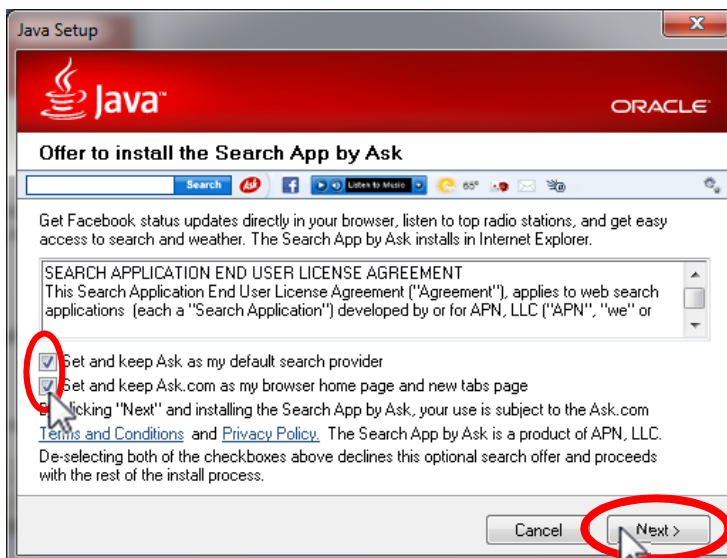 Java Setup
Java™
ORACLE
Offer to install the Search App by Ask
Search Ask Listen to Music 65°
Get Facebook status updates directly in your browser, listen to top radio stations, and get easy
access to search and weather. The Search App by Ask installs in Internet Explorer.
SEARCH APPLICATION END USER LICENSE AGREEMENT
This Search Application End User License Agreement ("Agreement"), applies to web search
applications (each a "Search Application") developed by or for APN, LLC ("APN", "we" or
Set and keep Ask as my default search provider
Set and keep Ask.com as my browser home page and new tabs page
By clicking "Next" and installing the Search App by Ask, your use is subject to the Ask.com
Terms and Conditions and Privacy Policy. The Search App by Ask is a product of APN, LLC.
De-selecting both of the checkboxes above declines this optional search offer and proceeds
with the rest of the install process.
Cancel Next >